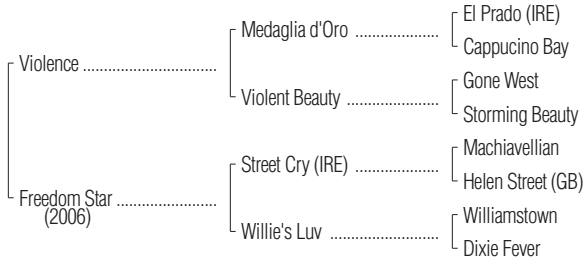 El Prado (IRE)
Medaglia d'Oro ...................
Cappucino Bay
Violence ..............................
Gone West
Violent Beauty .....................
Storming Beauty
Machiavellian
Street Cry (IRE) ...................
Helen Street (GB)
Freedom Star ......................
(2006)
Williamstown
Willie's Luv ........................
Dixie Fever